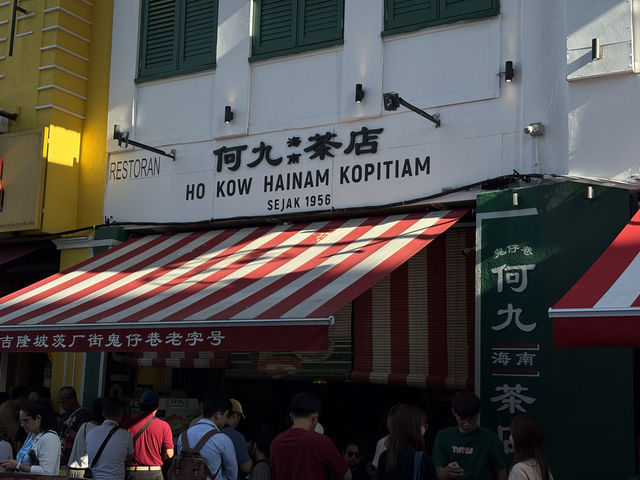 RESTORAN
何九海南茶店
HO KOW HAINAM KOPITIAM
SEJAK 1956
吉隆坡茨厂街鬼仔巷老字号
鬼仔巷
何九
海南
茶店